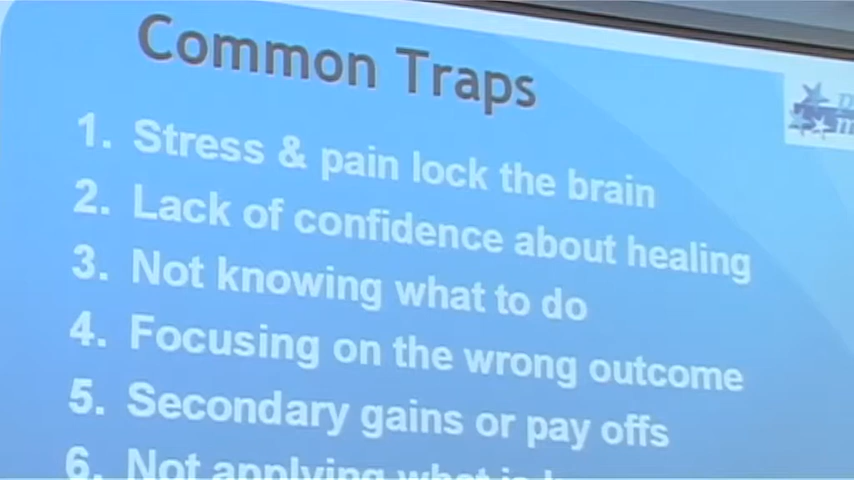 Common Traps
1. Stress & pain lock the brain
2. Lack of confidence about healing
3. Not knowing what to do
4. Focusing on the wrong outcome
5. Secondary gains or pay offs
6. Not applying what is